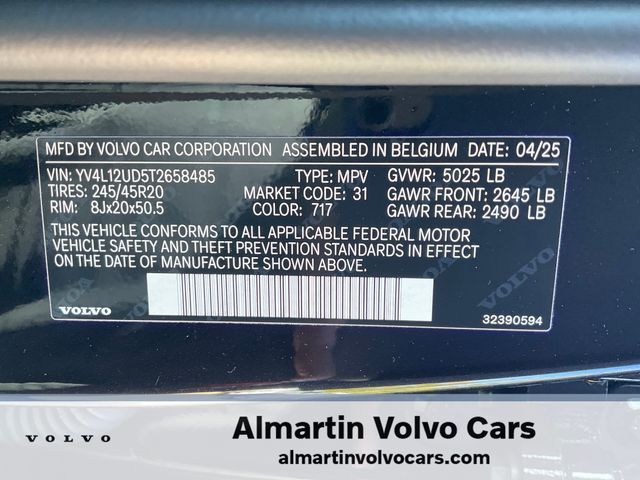 MFD BY VOLVO CAR CORPORATION ASSEMBLED IN BELGIUM DATE: 04/25
VIN: YV4L12UD5T2658485 TYPE: MPV GVWR: 5025 LB
TIRES: 245/45R20 MARKET CODE: 31 GAWR FRONT: 2645 LB
RIM: 8Jx20x50.5 COLOR: 717 GAWR REAR: 2490 LB
THIS VEHICLE CONFORMS TO ALL APPLICABLE FEDERAL MOTOR
VEHICLE SAFETY AND THEFT PREVENTION STANDARDS IN EFFECT
ON THE DATE OF MANUFACTURE SHOWN ABOVE.
VOLVO 32390594
VOLVO Almartin Volvo Cars
almartinvolvocars.com